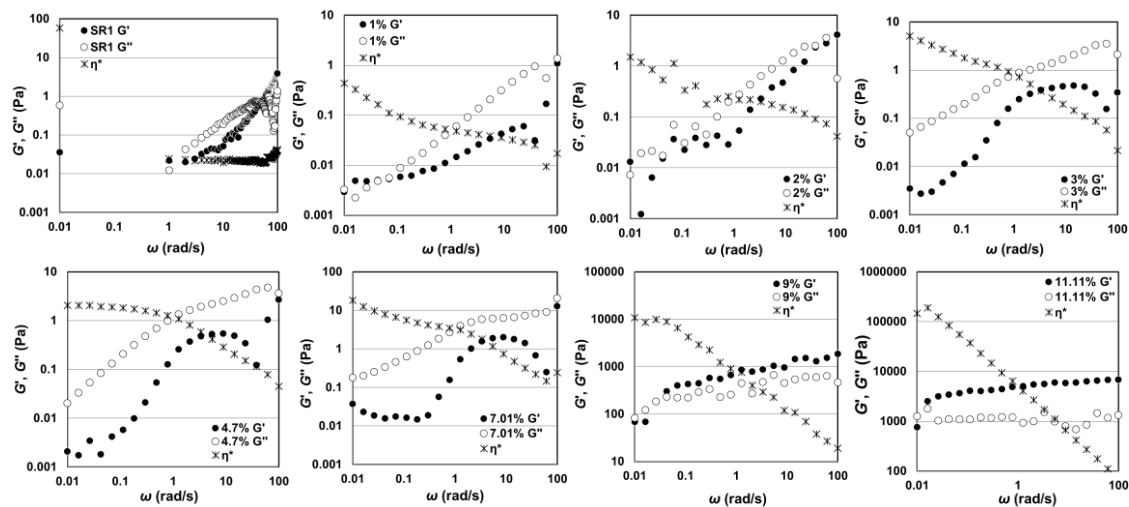 100
10
1
0.1
0.01
0.001
G', G'' (Pa)
SR1 G'
SR1 G''
η*
0.01 0.1 1 10 100
ω (rad/s)
10
1
0.1
0.01
0.001
G', G'' (Pa)
1% G'
1% G''
η*
0.01 0.1 1 10 100
ω (rad/s)
10
1
0.1
0.01
0.001
G', G'' (Pa)
2% G'
2% G''
η*
0.01 0.1 1 10 100
ω (rad/s)
10
1
0.1
0.01
0.001
G', G'' (Pa)
3% G'
3% G''
η*
0.01 0.1 1 10 100
ω (rad/s)
10
1
0.1
0.01
0.001
G', G'' (Pa)
4.7% G'
4.7% G''
η*
0.01 0.1 1 10 100
ω (rad/s)
100
10
1
0.1
0.01
0.001
G', G'' (Pa)
7.01% G'
7.01% G''
η*
0.01 0.1 1 10 100
ω (rad/s)
100000
10000
1000
100
10
G', G'' (Pa)
9% G'
9% G''
η*
0.01 0.1 1 10 100
ω (rad/s)
1000000
100000
10000
1000
100
G', G'' (Pa)
11.11% G'
11.11% G''
η*
0.01 0.1 1 10 100
ω (rad/s)